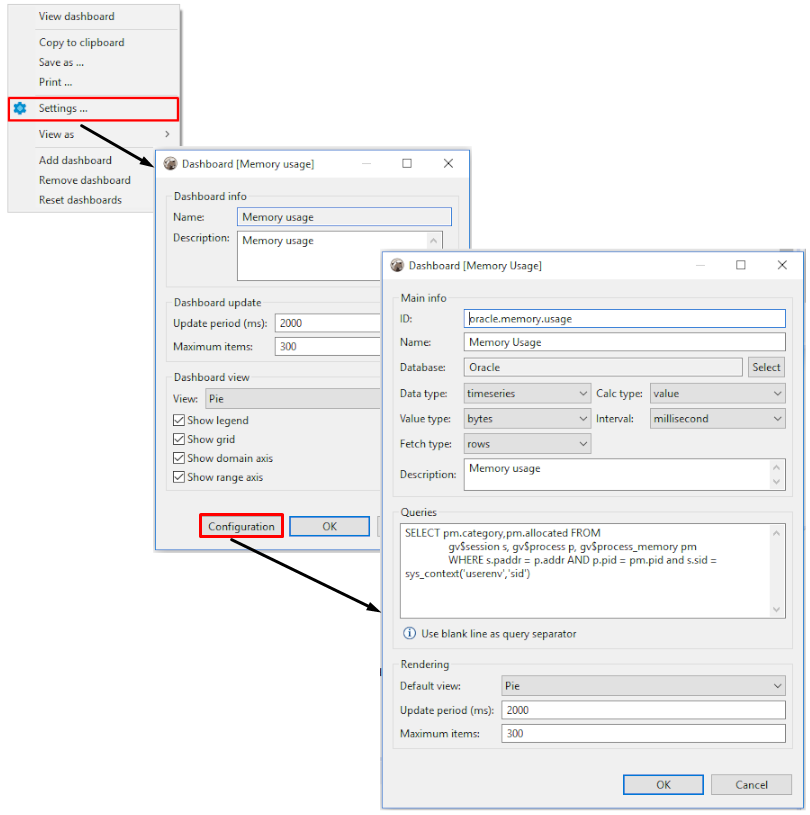 View dashboard
Copy to clipboard
Save as ...
Print ...
Settings ...
View as
Add dashboard
Remove dashboard
Reset dashboards
Dashboard [Memory usage]
Dashboard info
Name: Memory usage
Description: Memory usage
Dashboard update
Update period (ms): 2000
Maximum items: 300
Dashboard view
View: Pie
Show legend
Show grid
Show domain axis
Show range axis
Configuration OK
Dashboard [Memory Usage]
Main info
ID: oracle.memory.usage
Name: Memory Usage
Database: Oracle Select
Data type: timeseries Calc type: value
Value type: bytes Interval: millisecond
Fetch type: rows
Description: Memory usage
Queries
SELECT pm.category,pm.allocated FROM
gv$session s, gv$process p, gv$process_memory pm
WHERE s.paddr = p.addr AND p.pid = pm.pid and s.sid =
sys_context('userenv','sid')
Use blank line as query separator
Rendering
Default view: Pie
Update period (ms): 2000
Maximum items: 300
OK Cancel